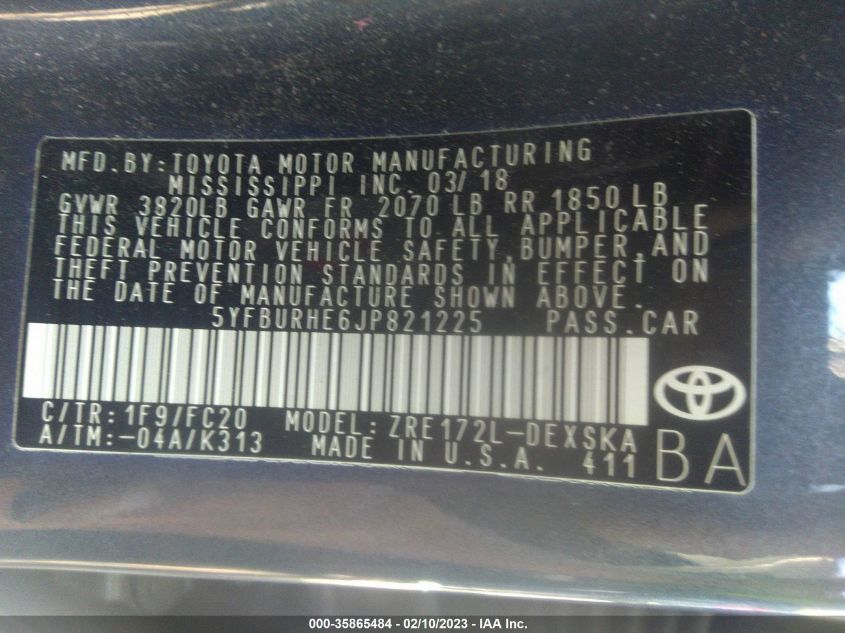 MFD.BY:TOYOTA MOTOR MANUFACTURING
MISSISSIPPI INC. 03/18
GVWR 3820LB GAWR FR 2070 LB RR 1850 LB
THIS VEHICLE CONFORMS TO ALL APPLICABLE
FEDERAL MOTOR VEHICLE SAFETY,BUMPER,AND
THEFT PREVENTION STANDARDS IN EFFECT ON
THE DATE OF MANUFACTURE SHOWN ABOVE.
5YFBURHE6JP821225 PASS.CAR
C/TR:1F9/FC20 MODEL:ZRE172L-DEXSKA
A/TM:-04A/K313 MADE IN U.S.A. 411
BA
000-35865484 - 02/10/2023 - IAA Inc.